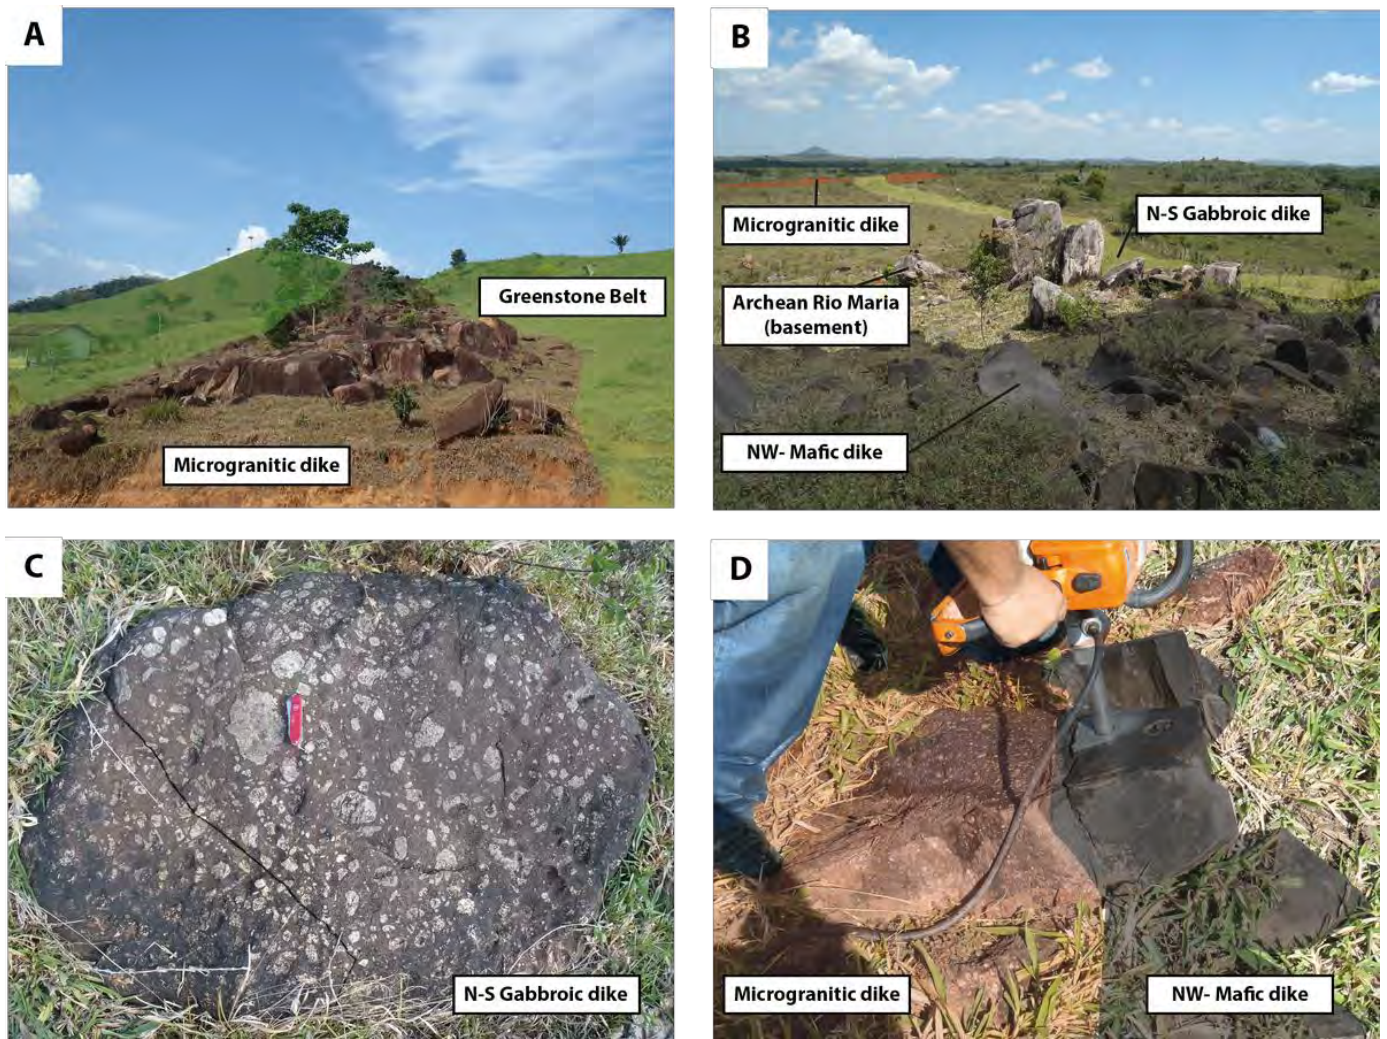 A
Greenstone Belt
Microgranitic dike
B
Microgranitic dike
N-S Gabbroic dike
Archean Rio Maria
(basement)
NW- Mafic dike
C
N-S Gabbroic dike
D
Microgranitic dike
NW- Mafic dike